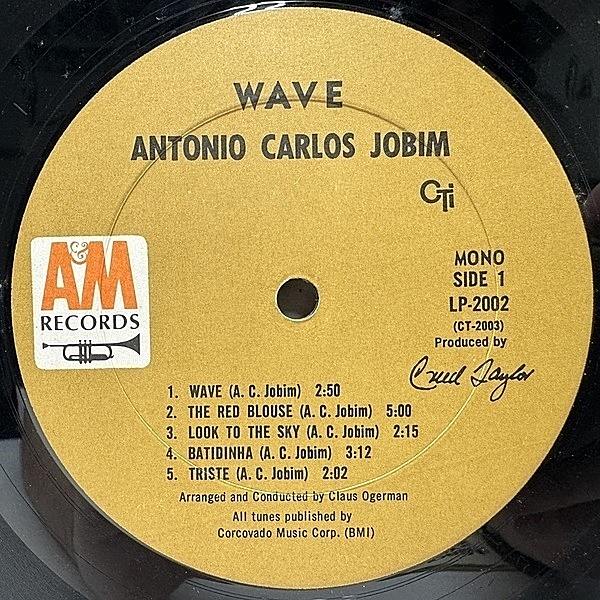 WAVE
ANTONIO CARLOS JOBIM
CTi
A&M
RECORDS
MONO
SIDE 1
LP-2002
(CT-2003)
Produced by
Creed Taylor
1. WAVE (A. C. Jobim) 2:50
2. THE RED BLOUSE (A. C. Jobim) 5:00
3. LOOK TO THE SKY (A. C. Jobim) 2:15
4. BATIDINHA (A. C. Jobim) 3:12
5. TRISTE (A. C. Jobim) 2:02
Arranged and Conducted by Claus Ogerman
All tunes published by
Corcovado Music Corp. (BMI)